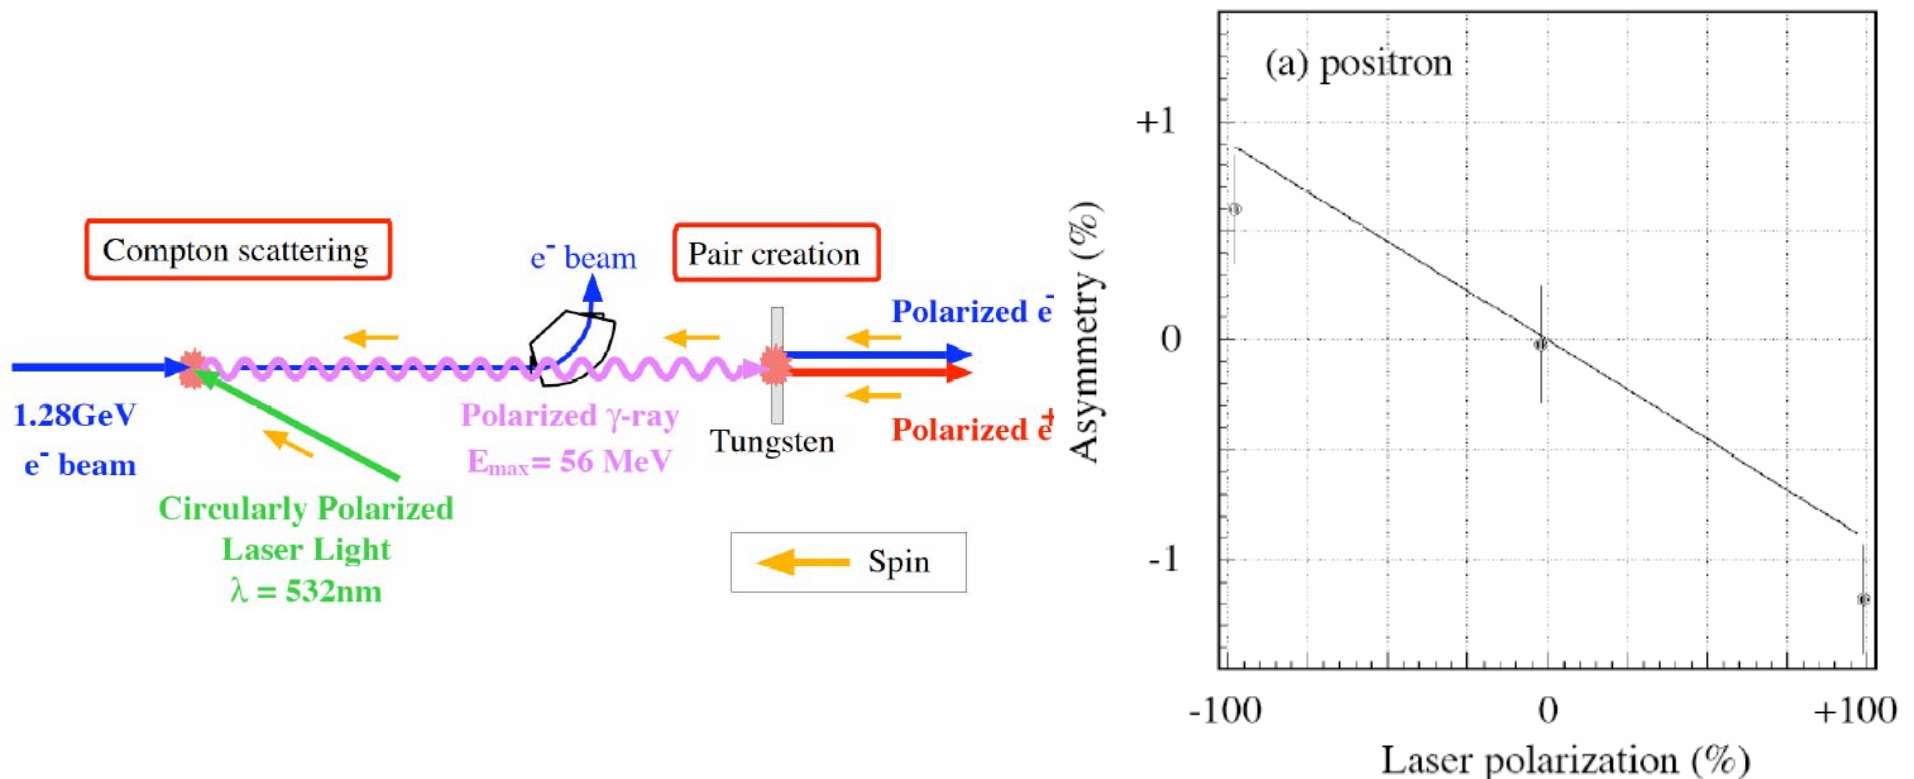 Compton scattering
e⁻ beam
Pair creation
Polarized e⁻
1.28GeV
e⁻ beam
Polarized γ-ray
Emax= 56 MeV
Tungsten
Polarized e⁺
Circularly Polarized
Laser Light
λ = 532nm
Spin
(a) positron
Asymmetry (%)
+1
0
-1
-100 0 +100
Laser polarization (%)